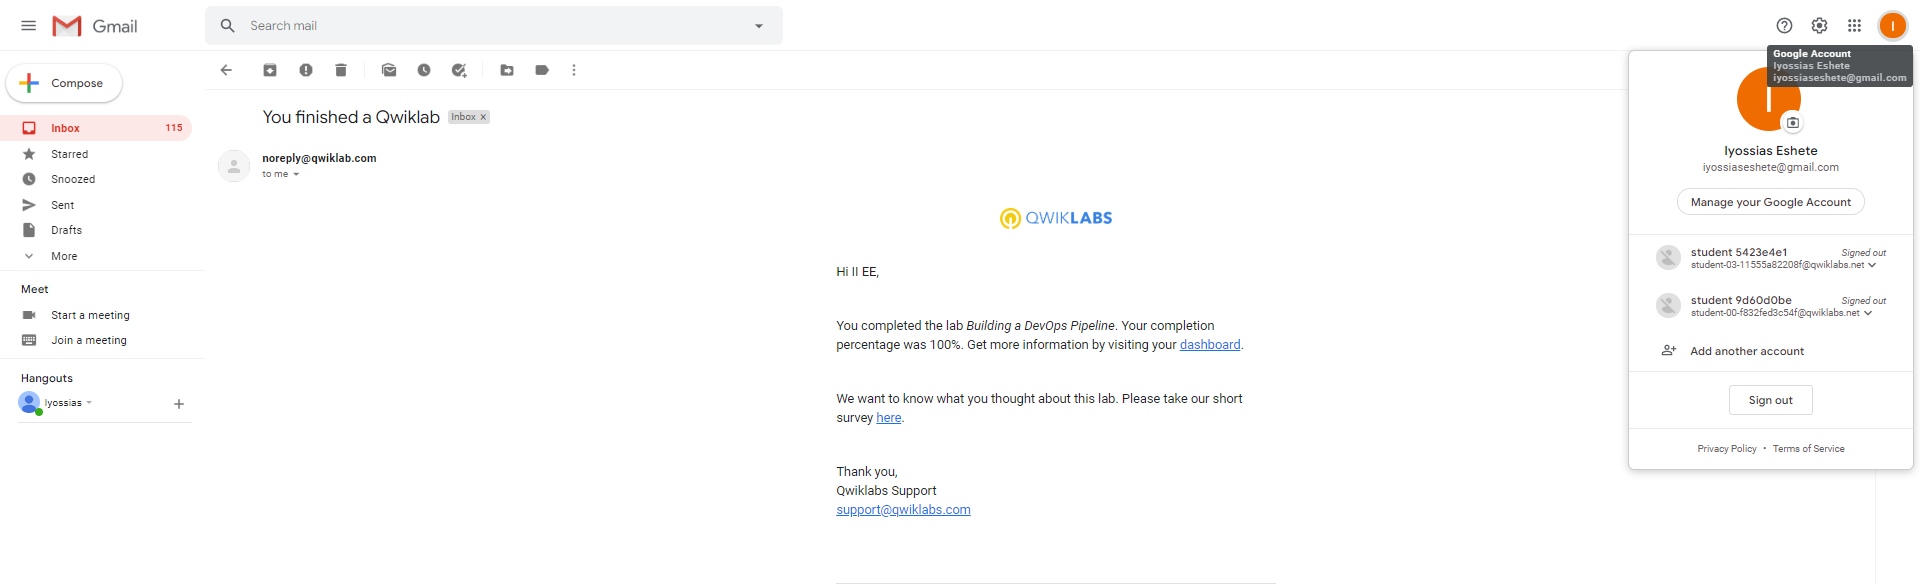 Gmail
Search mail
Google Account
Iyossias Eshete
iyossiaseshete@gmail.com
Compose
Inbox 115
Starred
Snoozed
Sent
Drafts
More
Meet
Start a meeting
Join a meeting
Hangouts
Iyossias
You finished a Qwiklab Inbox x
noreply@qwiklab.com
to me
QWIKLABS
Hi II EE,
You completed the lab Building a DevOps Pipeline. Your completion
percentage was 100%. Get more information by visiting your dashboard.
We want to know what you thought about this lab. Please take our short
survey here.
Thank you,
Qwiklabs Support
support@qwiklabs.com
I
I
Iyossias Eshete
iyossiaseshete@gmail.com
Manage your Google Account
student 5423e4e1 Signed out
student-03-11555a82208f@qwiklabs.net
student 9d60d0be Signed out
student-00-f832fed3c54f@qwiklabs.net
Add another account
Sign out
Privacy Policy • Terms of Service